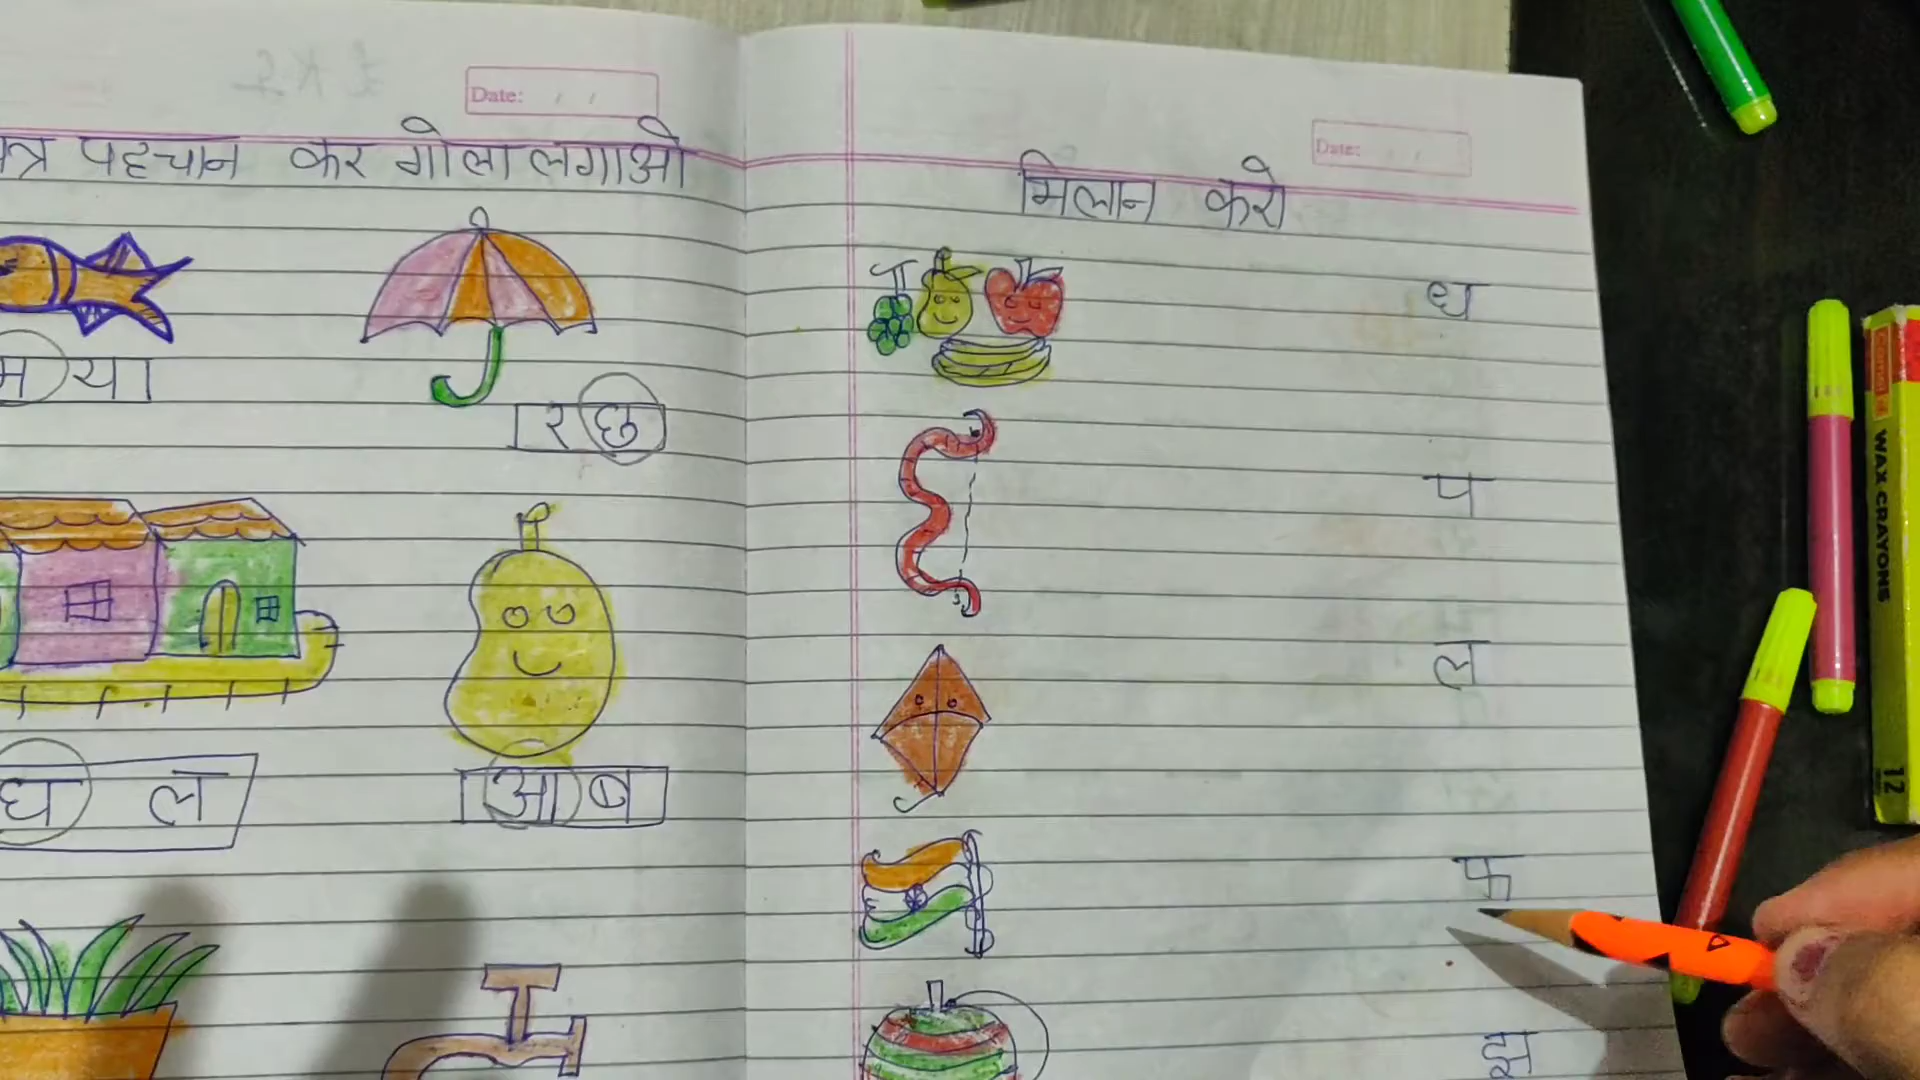 Date:
पहचान कर गोला लगाओ
म या
र छ
घ ल
आ ब
Date:
मिलान करो
ध
प
ल
फ
झ
WAX CRAYONS
12